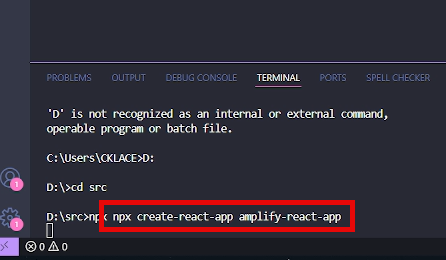 PROBLEMS OUTPUT DEBUG CONSOLE TERMINAL PORTS SPELL CHECKER
'D' is not recognized as an internal or external command,
operable program or batch file.
C:\Users\CKLACE>D:
D:\>cd src
D:\src>npx npx create-react-app amplify-react-app
1
1
0 0